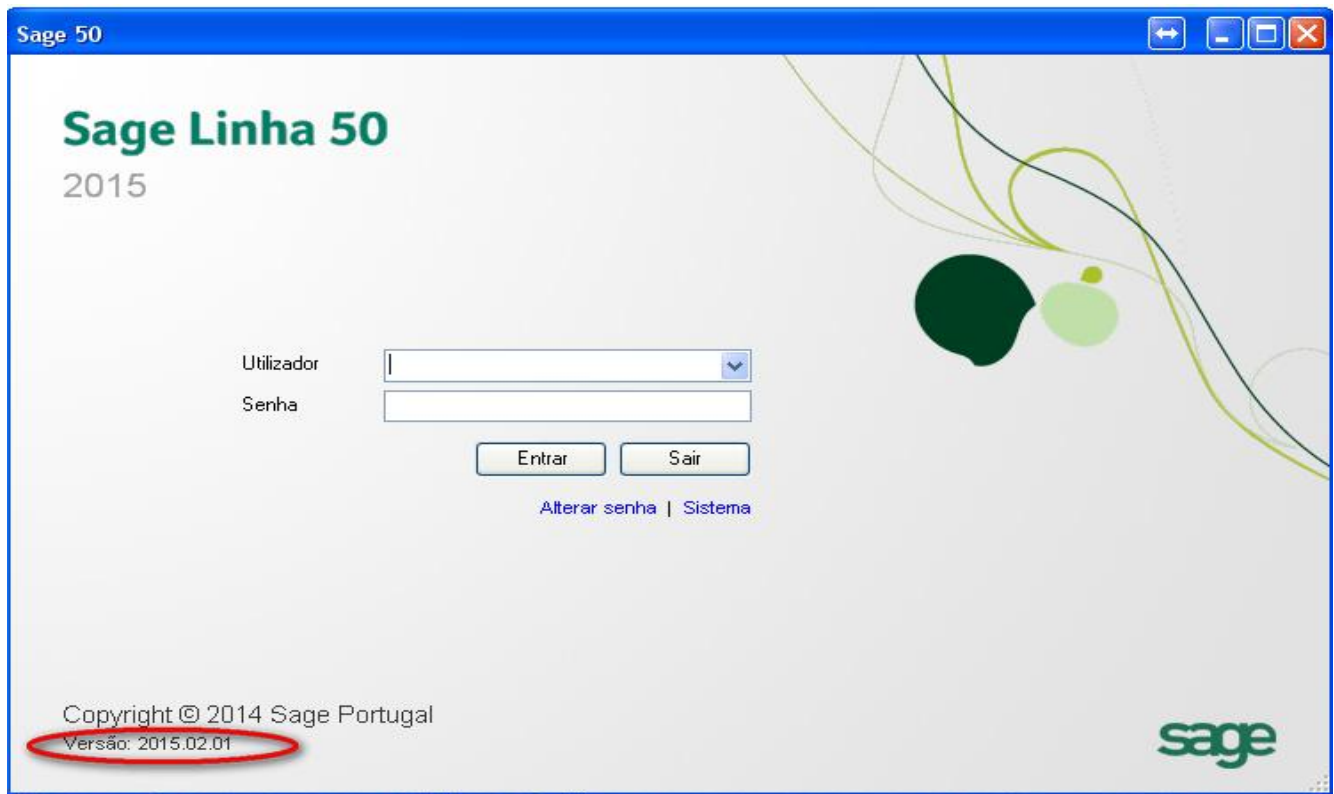 Sage 50
Sage Linha 50
2015
Utilizador
Senha
Entrar Sair
Alterar senha | Sistema
Copyright © 2014 Sage Portugal
Versão: 2015.02.01
sage